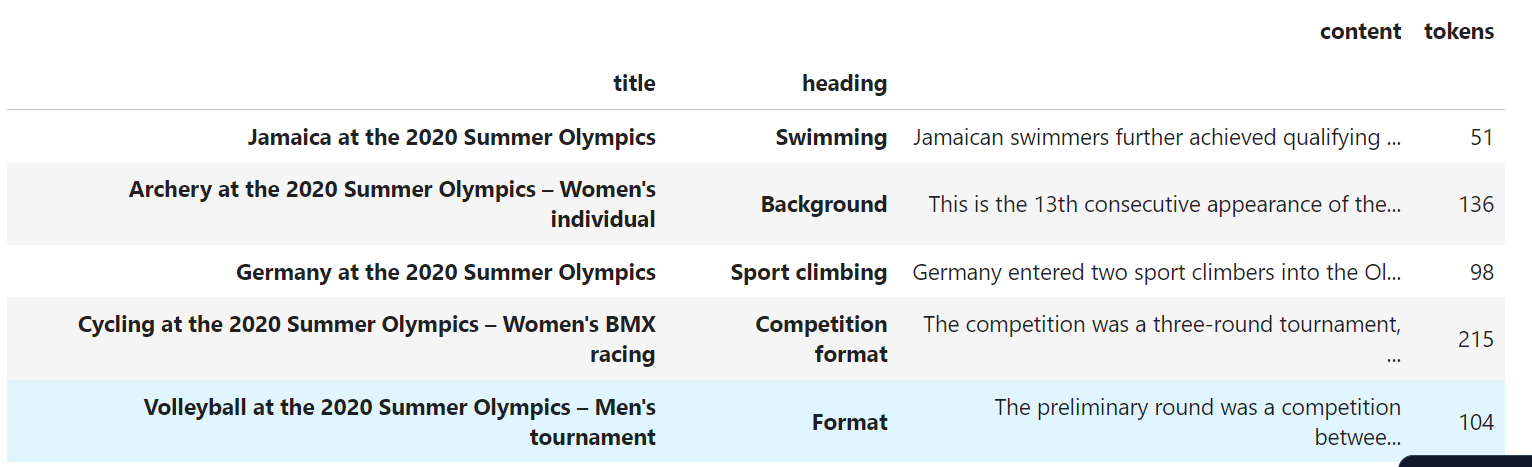 content tokens
title heading
Jamaica at the 2020 Summer Olympics Swimming Jamaican swimmers further achieved qualifying ... 51
Archery at the 2020 Summer Olympics – Women's
individual Background This is the 13th consecutive appearance of the... 136
Germany at the 2020 Summer Olympics Sport climbing Germany entered two sport climbers into the Ol... 98
Cycling at the 2020 Summer Olympics – Women's BMX Competition The competition was a three-round tournament,
racing format ... 215
Volleyball at the 2020 Summer Olympics – Men's The preliminary round was a competition
tournament Format betwee... 104